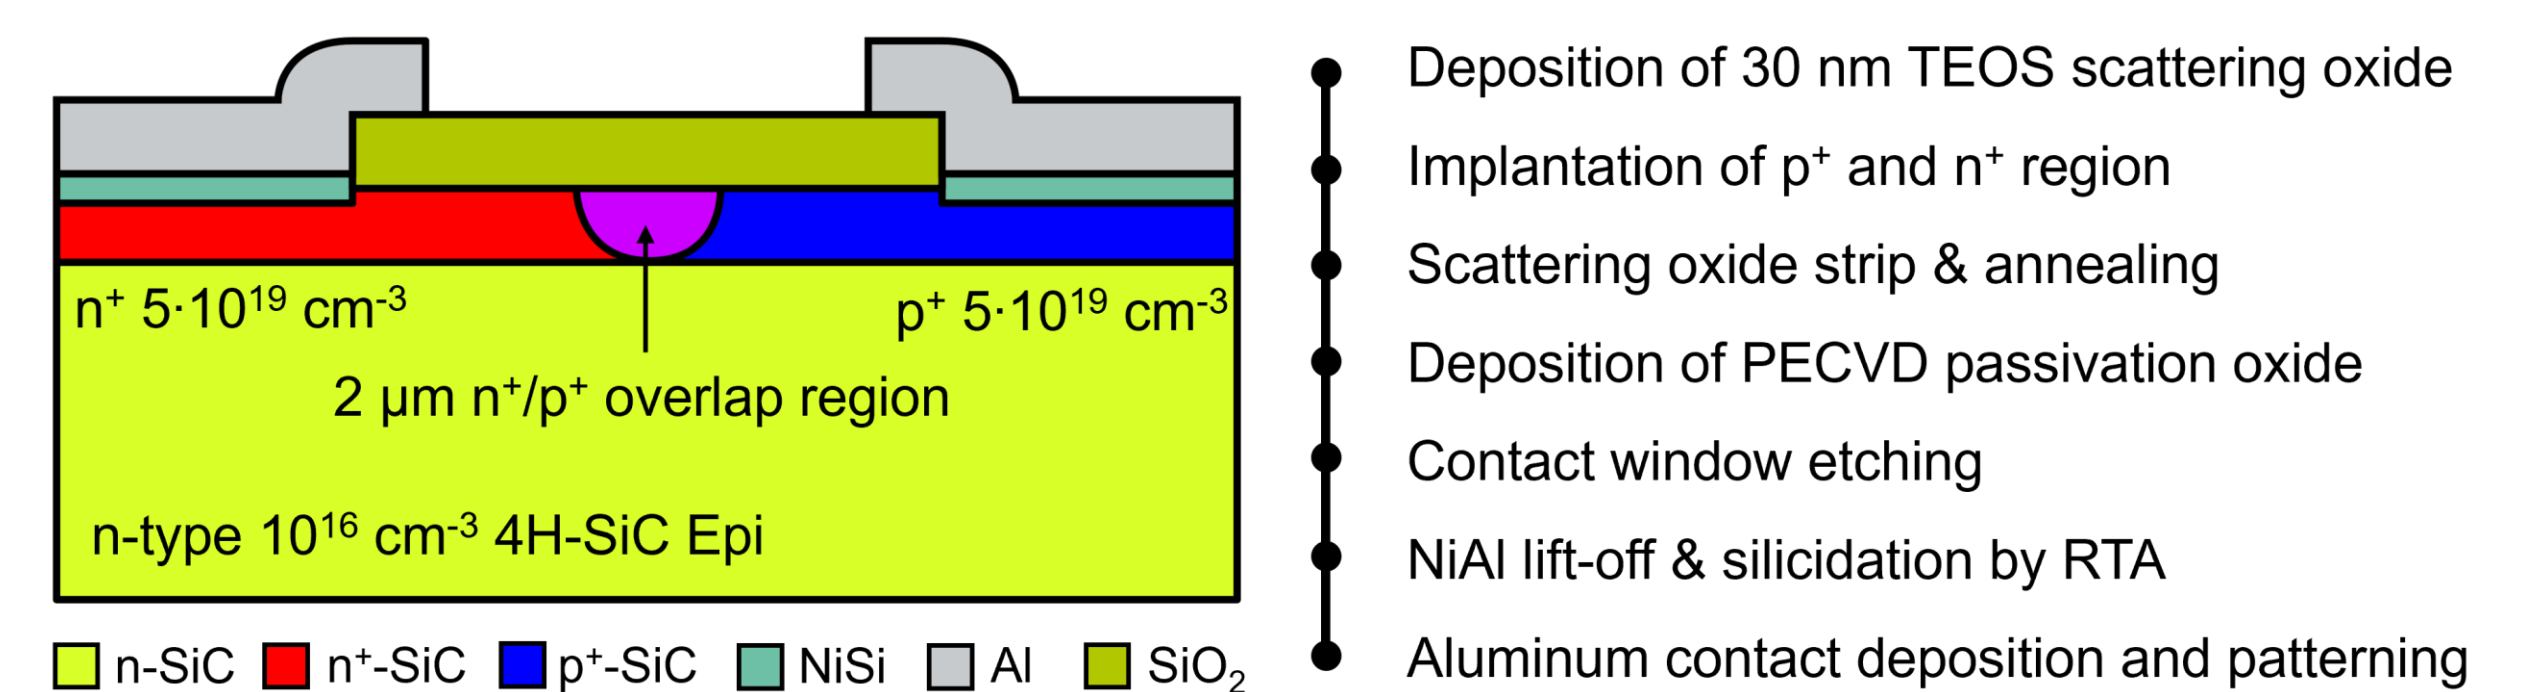 n⁺ 5·10¹⁹ cm⁻³
p⁺ 5·10¹⁹ cm⁻³
2 µm n⁺/p⁺ overlap region
n-type 10¹⁶ cm⁻³ 4H-SiC Epi
n-SiC
n⁺-SiC
p⁺-SiC
NiSi
Al
SiO₂
Deposition of 30 nm TEOS scattering oxide
Implantation of p⁺ and n⁺ region
Scattering oxide strip & annealing
Deposition of PECVD passivation oxide
Contact window etching
NiAl lift-off & silicidation by RTA
Aluminum contact deposition and patterning